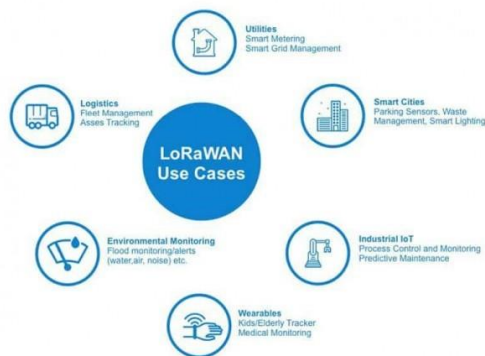 Utilities
Smart Metering
Smart Grid Management
Logistics
Fleet Management
Asses Tracking
Smart Cities
Parking Sensors, Waste
Management, Smart Lighting
LoRaWAN
Use Cases
Environmental Monitoring
Flood monitoring/alerts
(water,air, noise) etc.
Industrial IoT
Process Control and Monitoring
Predictive Maintenance
Wearables
Kids/Elderly Tracker
Medical Monitoring